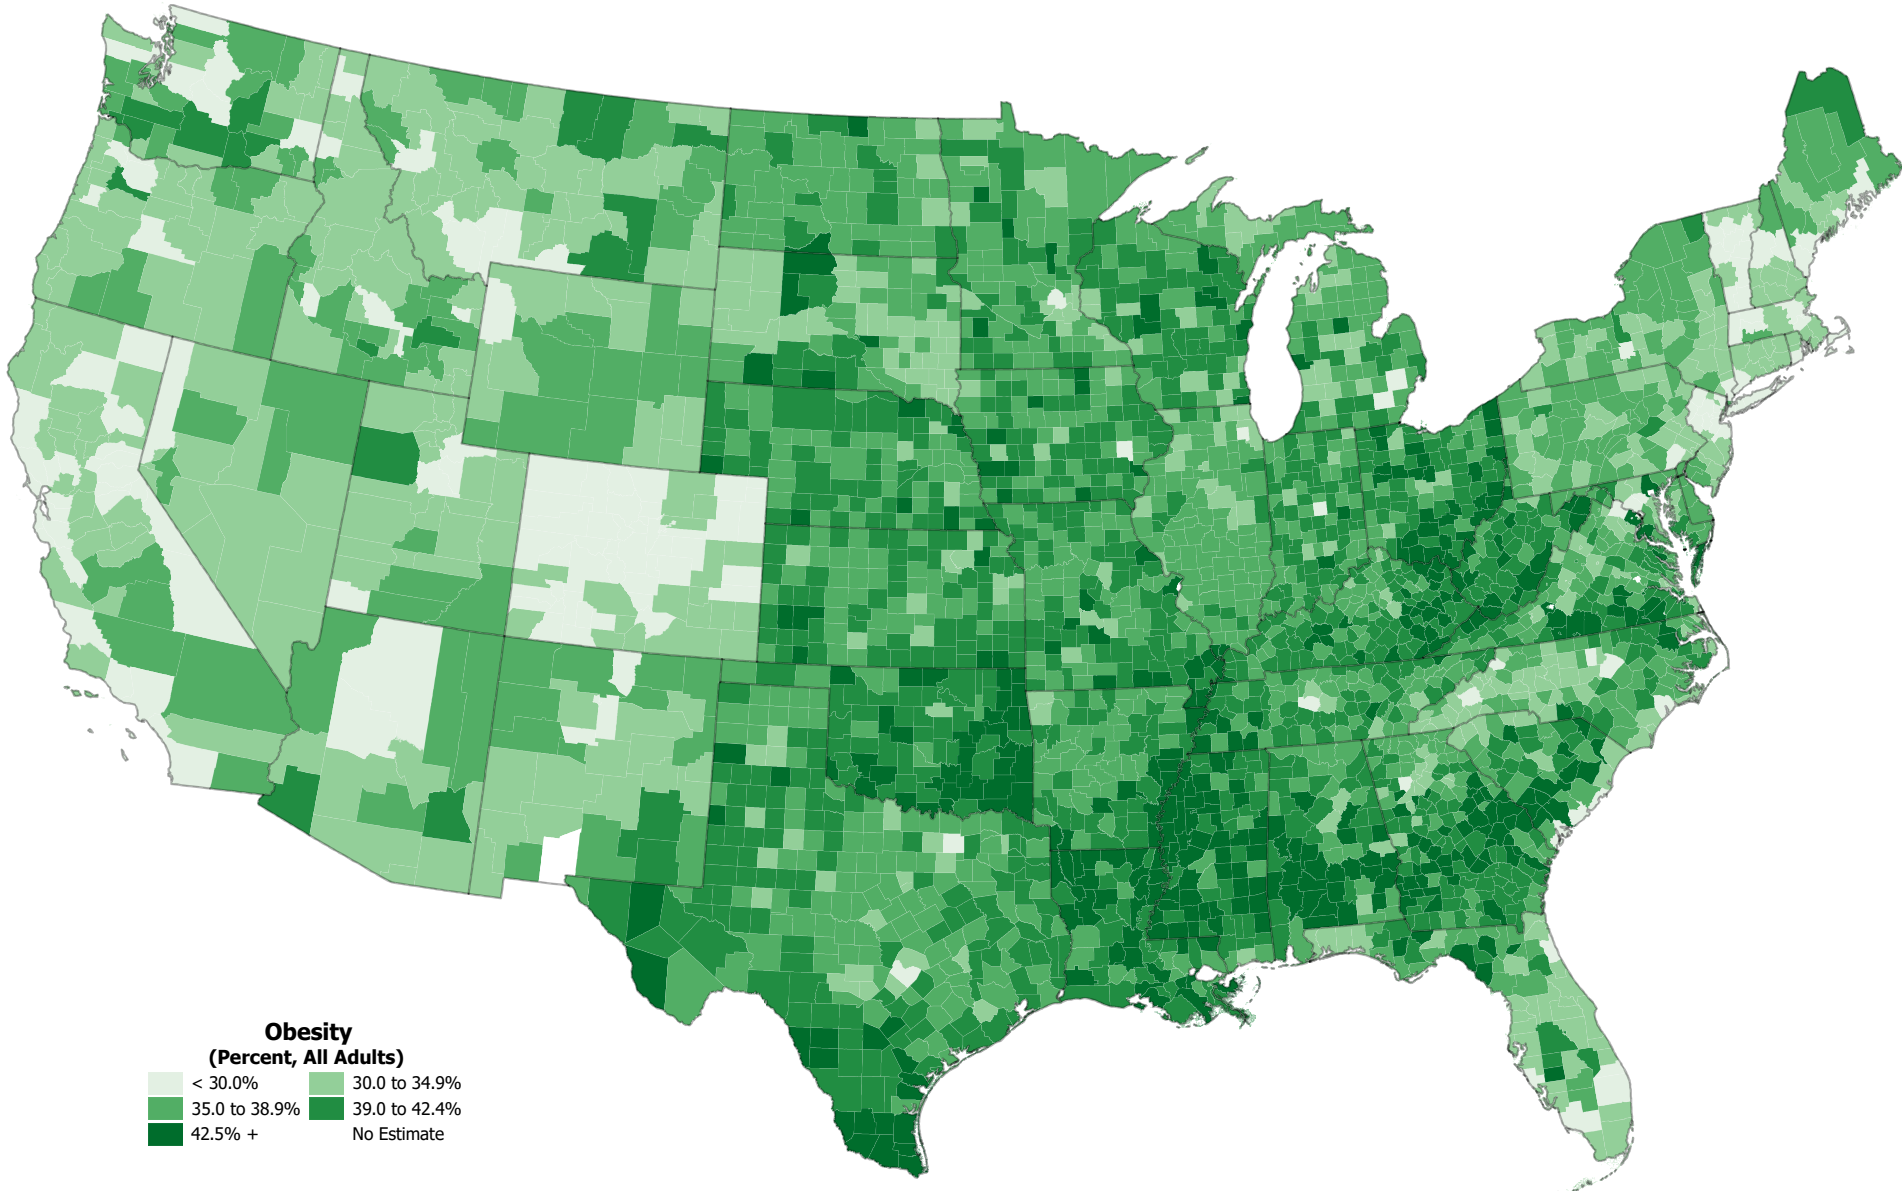 Obesity
(Percent, All Adults)
< 30.0% 30.0 to 34.9%
35.0 to 38.9% 39.0 to 42.4%
42.5% + No Estimate